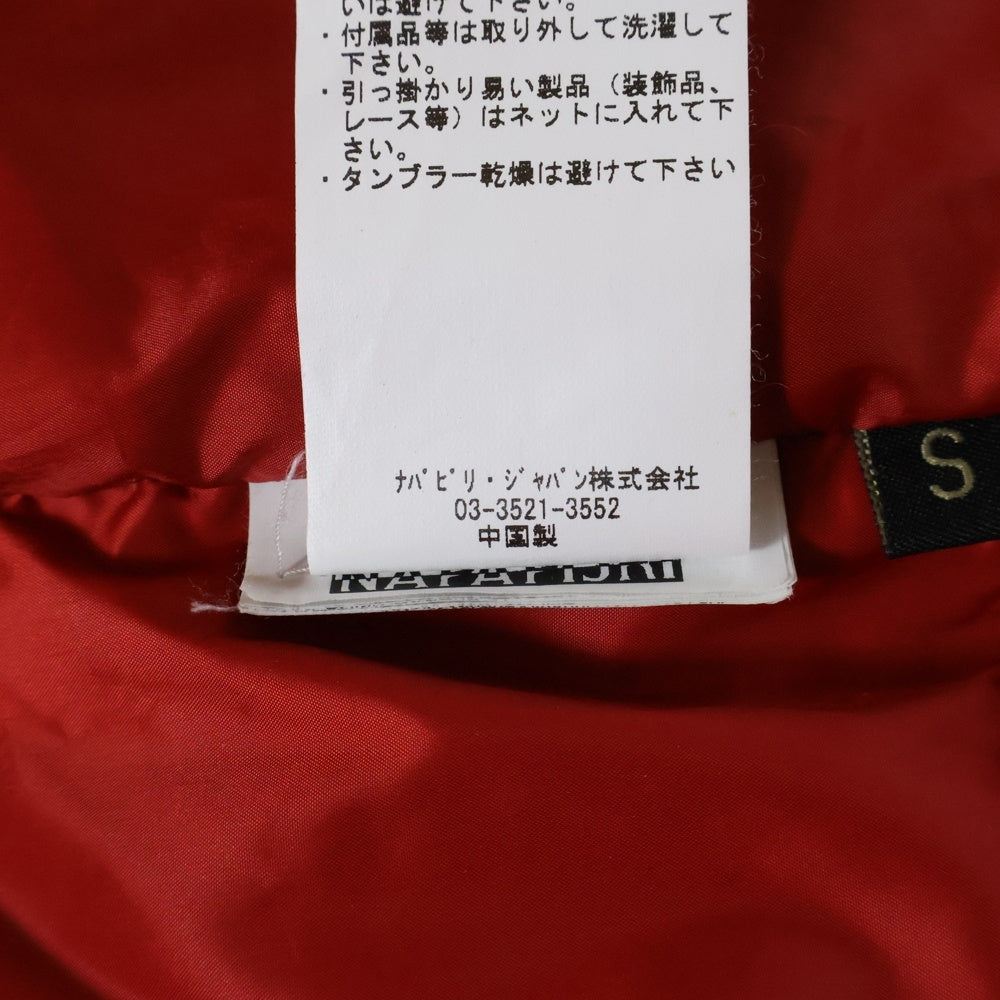 いは避けて下さい。
・付属品等は取り外して洗濯して
下さい。
・引っ掛かり易い製品（装飾品、
レース等）はネットに入れて下
さい。
・タンブラー乾燥は避けて下さい
ﾅﾊﾟﾋﾟﾘ・ｼﾞｬﾊﾟﾝ株式会社
03-3521-3552
中国製
NAPAPIJRI
S